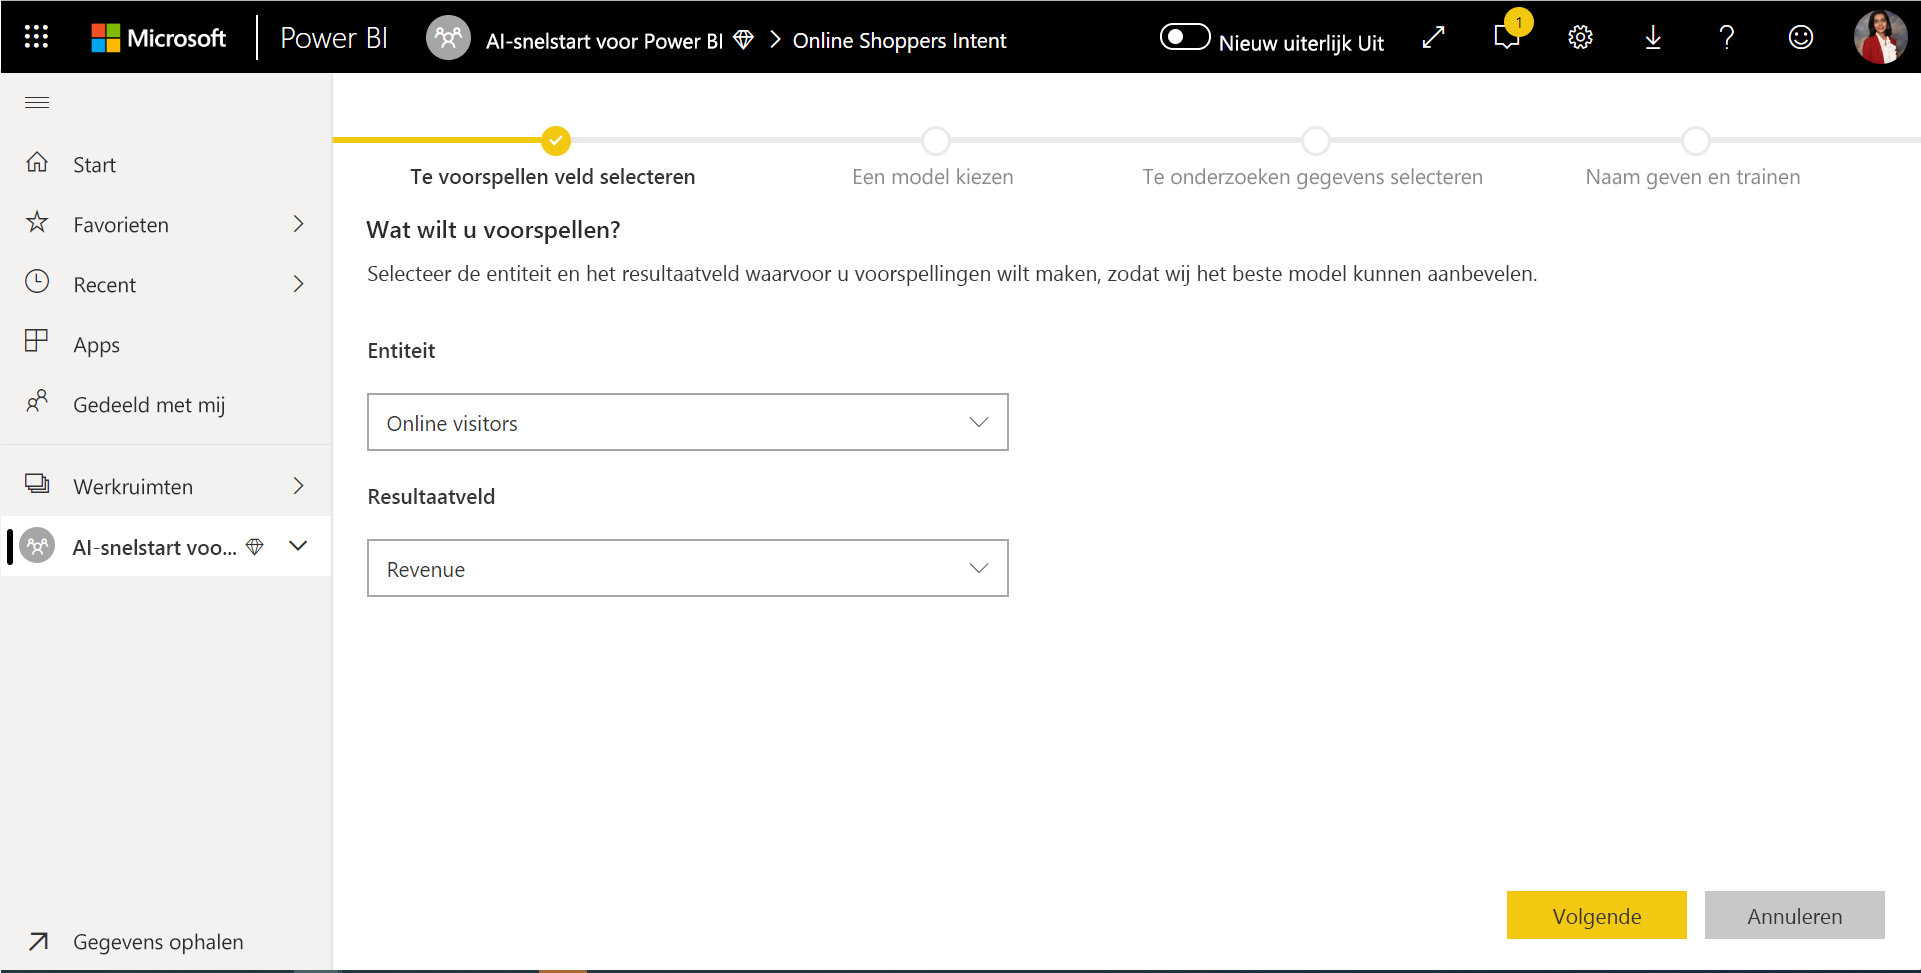 Microsoft Power BI AI-snelstart voor Power BI Online Shoppers Intent Nieuw uiterlijk Uit 1
Start
Favorieten
Recent
Apps
Gedeeld met mij
Werkruimten
AI-snelstart voo...
Gegevens ophalen
Te voorspellen veld selecteren Een model kiezen Te onderzoeken gegevens selecteren Naam geven en trainen
Wat wilt u voorspellen?
Selecteer de entiteit en het resultaatveld waarvoor u voorspellingen wilt maken, zodat wij het beste model kunnen aanbevelen.
Entiteit
Online visitors
Resultaatveld
Revenue
Volgende Annuleren